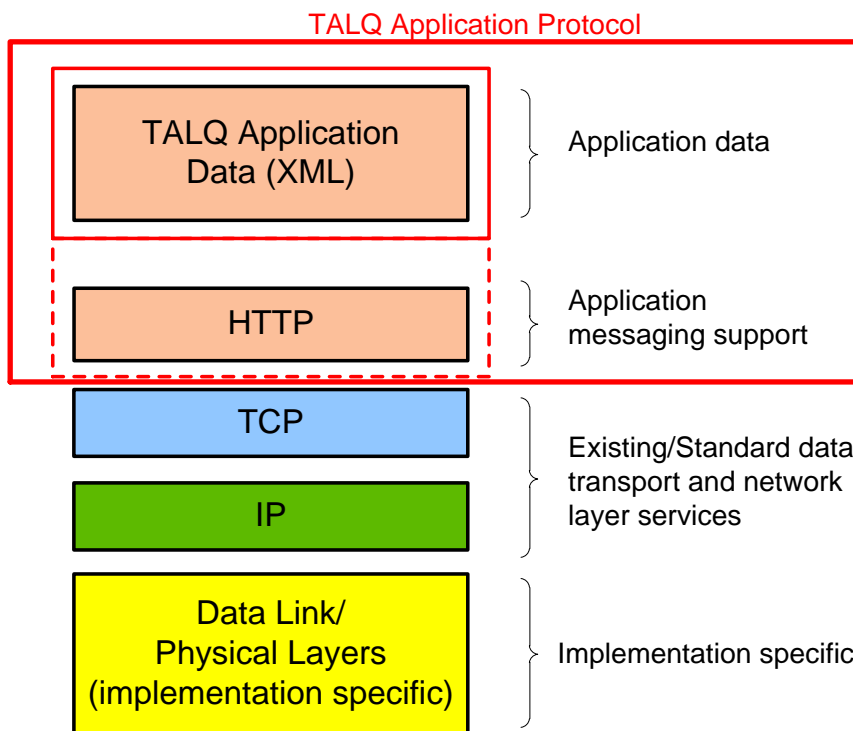 TALQ Application Protocol
TALQ Application
Data (XML)
Application data
HTTP
Application
messaging support
TCP
IP
Existing/Standard data
transport and network
layer services
Data Link/
Physical Layers
(implementation specific)
Implementation specific